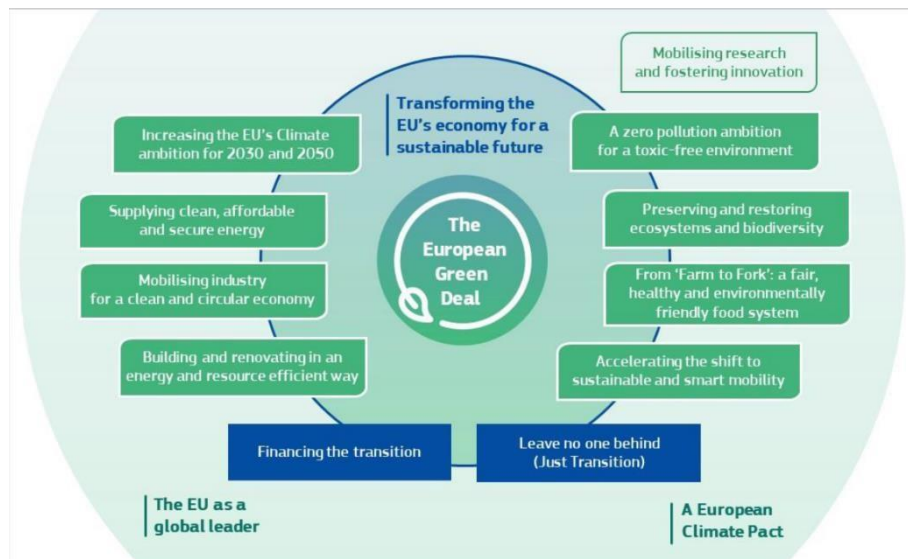 Mobilising research
and fostering innovation
Transforming the
EU's economy for a
sustainable future
Increasing the EU's Climate
ambition for 2030 and 2050
A zero pollution ambition
for a toxic-free environment
Supplying clean, affordable
and secure energy
Preserving and restoring
ecosystems and biodiversity
The
European
Green
Deal
Mobilising industry
for a clean and circular economy
From ‘Farm to Fork’: a fair,
healthy and environmentally
friendly food system
Building and renovating in an
energy and resource efficient way
Accelerating the shift to
sustainable and smart mobility
Financing the transition
Leave no one behind
(Just Transition)
The EU as a
global leader
A European
Climate Pact